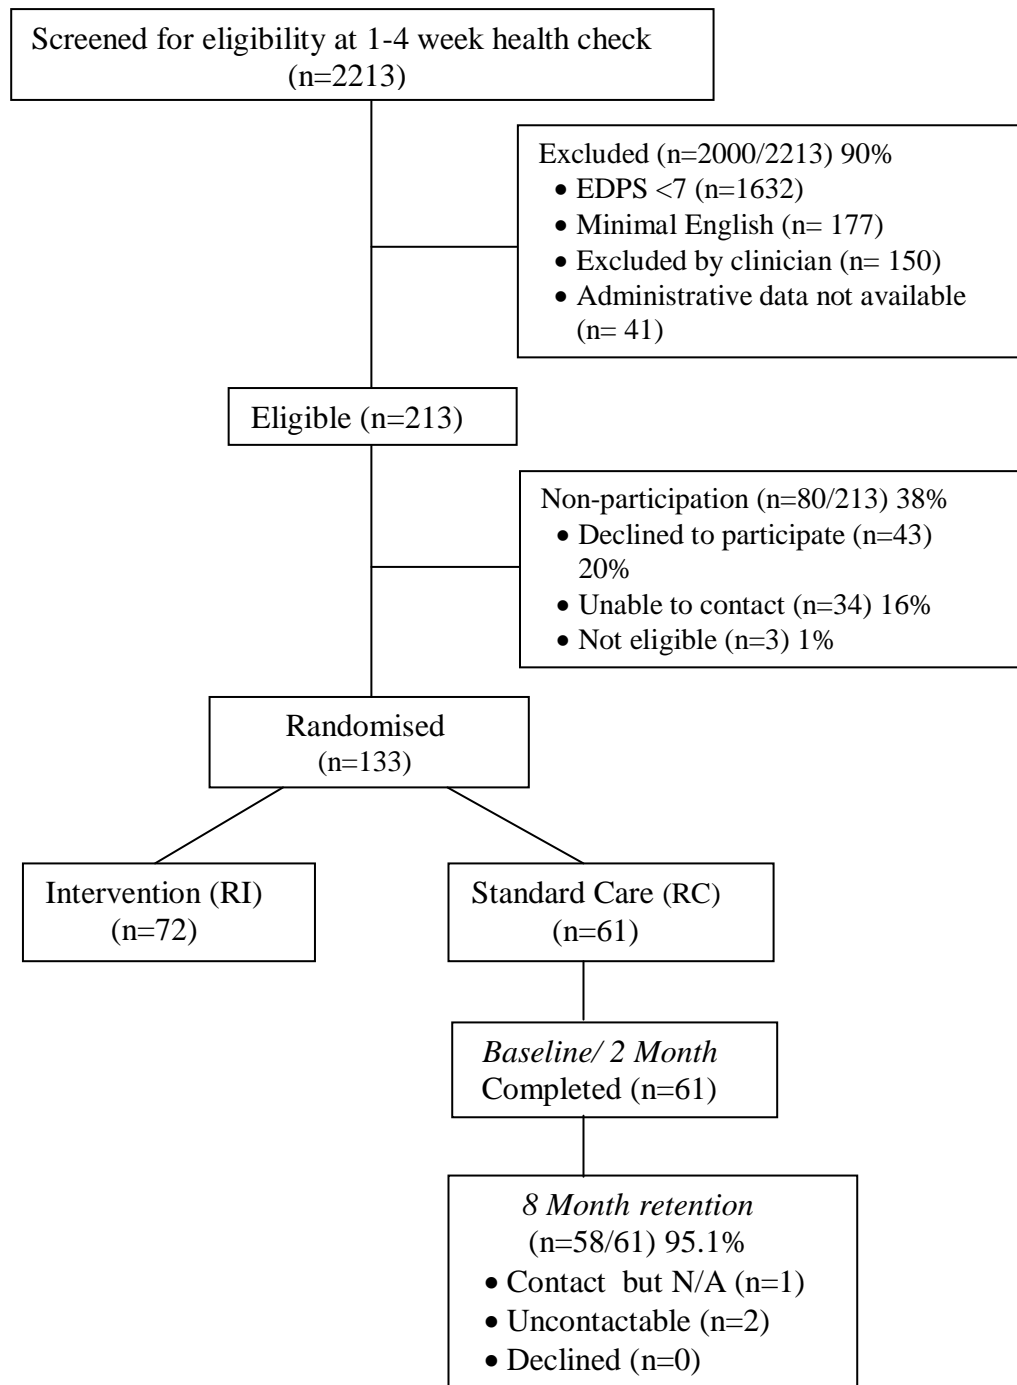 Screened for eligibility at 1-4 week health check
(n=2213)
Excluded (n=2000/2213) 90%
• EDPS <7 (n=1632)
• Minimal English (n= 177)
• Excluded by clinician (n= 150)
• Administrative data not available
(n= 41)
Eligible (n=213)
Non-participation (n=80/213) 38%
• Declined to participate (n=43)
20%
• Unable to contact (n=34) 16%
• Not eligible (n=3) 1%
Randomised
(n=133)
Intervention (RI)
(n=72)
Standard Care (RC)
(n=61)
Baseline/ 2 Month
Completed (n=61)
8 Month retention
(n=58/61) 95.1%
• Contact but N/A (n=1)
• Uncontactable (n=2)
• Declined (n=0)